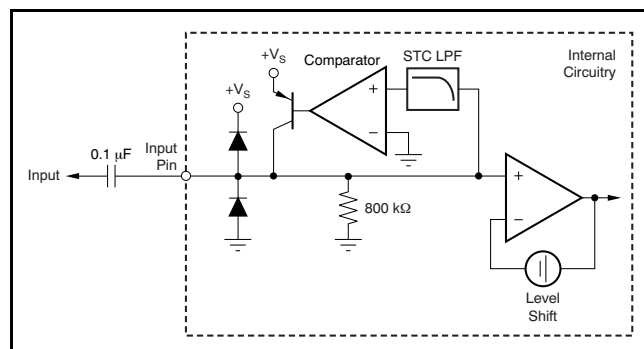 +VS
+VS
Comparator
STC LPF
Internal
Circuitry
+
−
0.1 µF
Input
Pin
Input
800 kΩ
+
−
Level
Shift